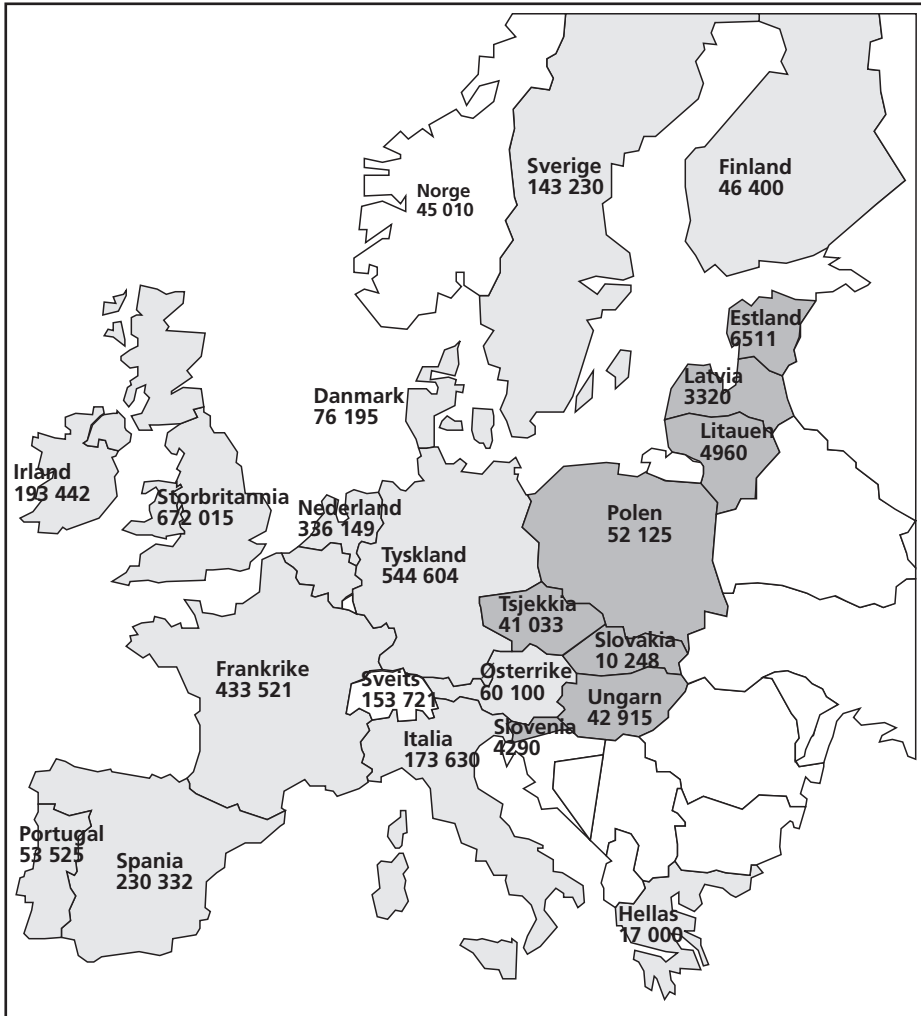 Sverige
143 230
Finland
46 400
Norge
45 010
Estland
6511
Latvia
3320
Danmark
76 195
Litauen
4960
Irland
193 442
Storbritannia
672 015
Nederland
336 149
Polen
52 125
Tyskland
544 604
Tsjekkia
41 033
Slovakia
10 248
Frankrike
433 521
Sveits
153 721
Østerrike
60 100
Ungarn
42 915
Slovenia
4290
Italia
173 630
Portugal
53 525
Spania
230 332
Hellas
17 000